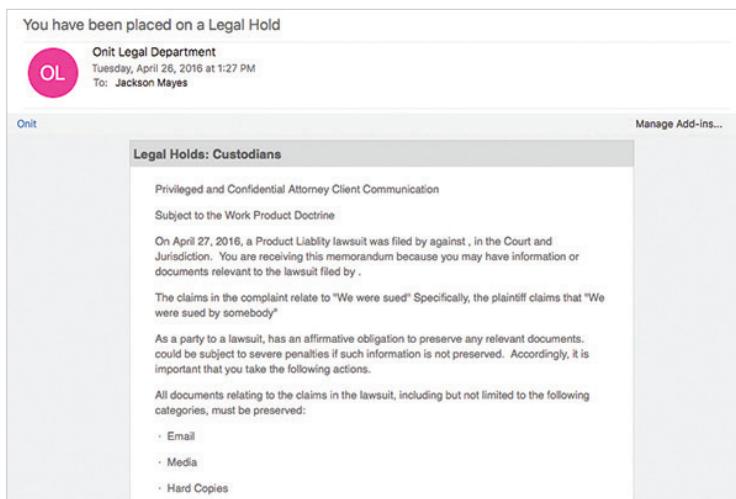 You have been placed on a Legal Hold
OL
Onit Legal Department
Tuesday, April 26, 2016 at 1:27 PM
To: Jackson Mayes
Onit
Manage Add-ins...
Legal Holds: Custodians
Privileged and Confidential Attorney Client Communication
Subject to the Work Product Doctrine
On April 27, 2016, a Product Liablity lawsuit was filed by against , in the Court and
Jurisdiction. You are receiving this memorandum because you may have information or
documents relevant to the lawsuit filed by .
The claims in the complaint relate to "We were sued" Specifically, the plaintiff claims that "We
were sued by somebody"
As a party to a lawsuit, has an affirmative obligation to preserve any relevant documents.
could be subject to severe penalties if such information is not preserved. Accordingly, it is
important that you take the following actions.
All documents relating to the claims in the lawsuit, including but not limited to the following
categories, must be preserved:
· Email
· Media
· Hard Copies